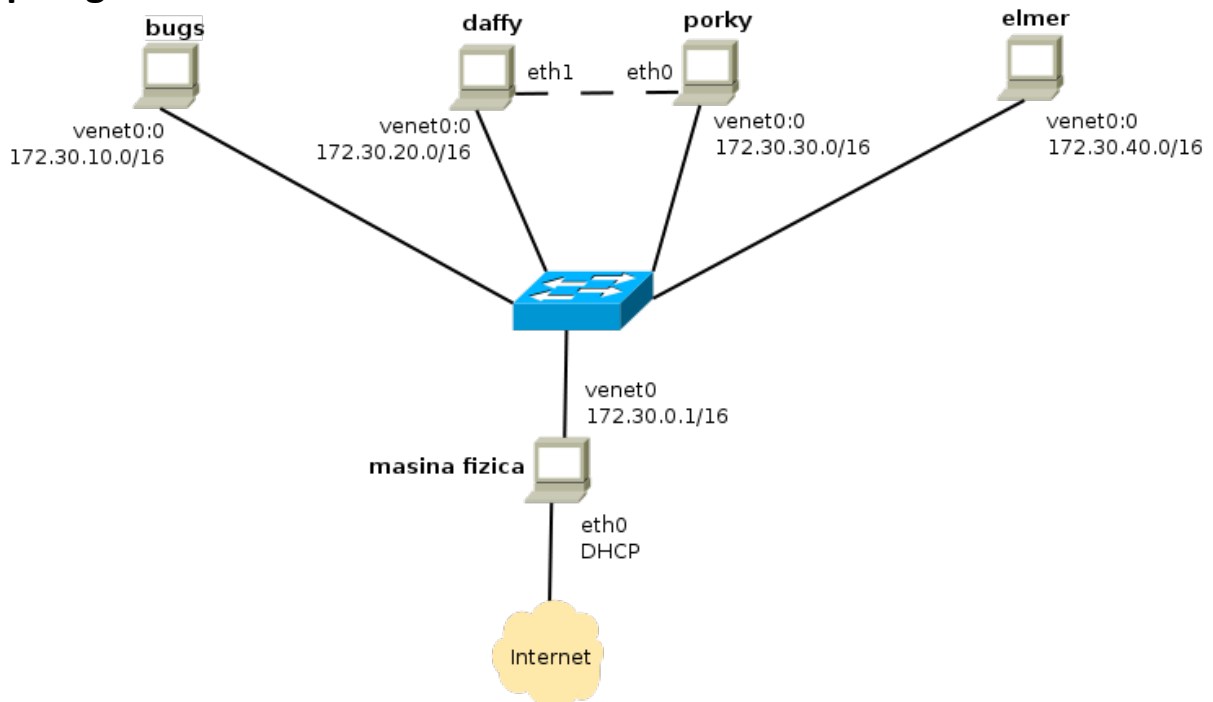 bugs
daffy
porky
elmer
eth1
eth0
venet0:0
172.30.10.0/16
venet0:0
172.30.20.0/16
venet0:0
172.30.30.0/16
venet0:0
172.30.40.0/16
venet0
172.30.0.1/16
masina fizica
eth0
DHCP
Internet